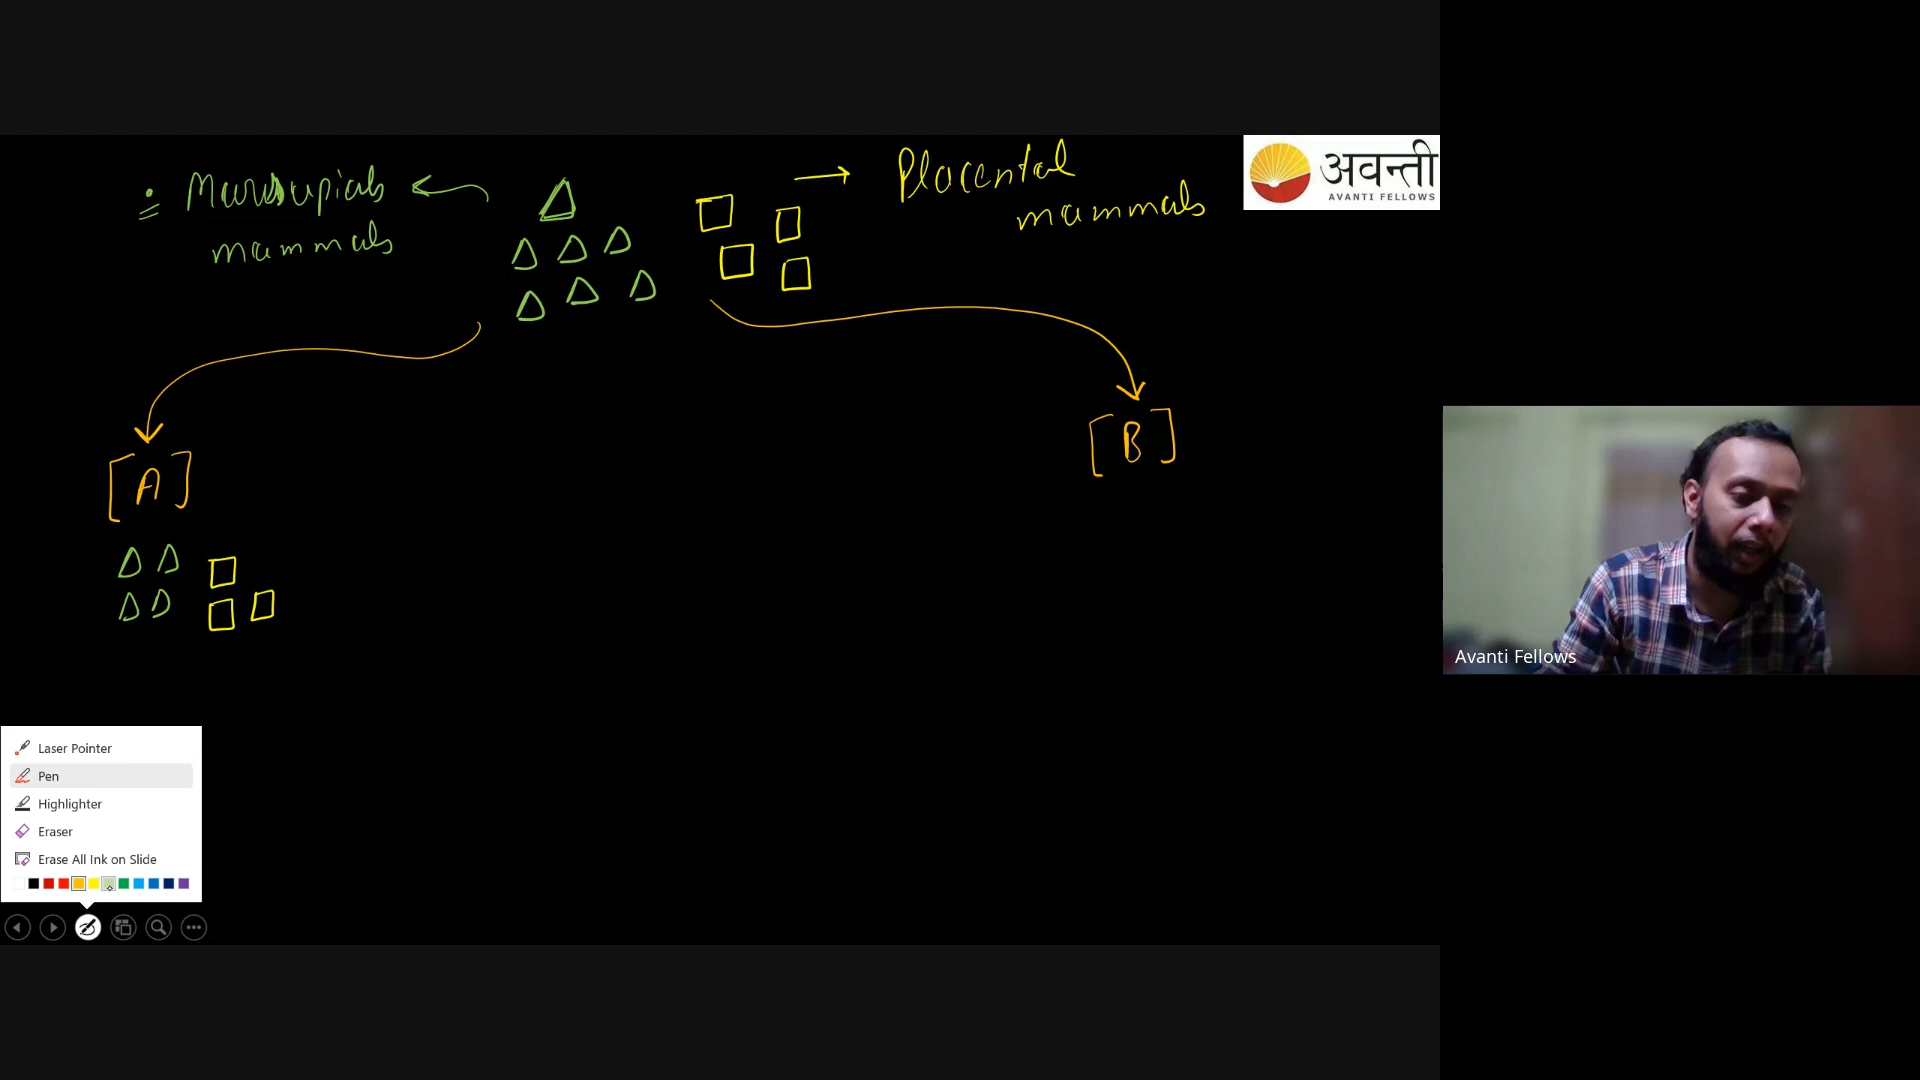 Marsupials
mammals
Placental
mammals
अवन्ती
AVANTI FELLOWS
[A]
[B]
Avanti Fellows
Laser Pointer
Pen
Highlighter
Eraser
Erase All Ink on Slide